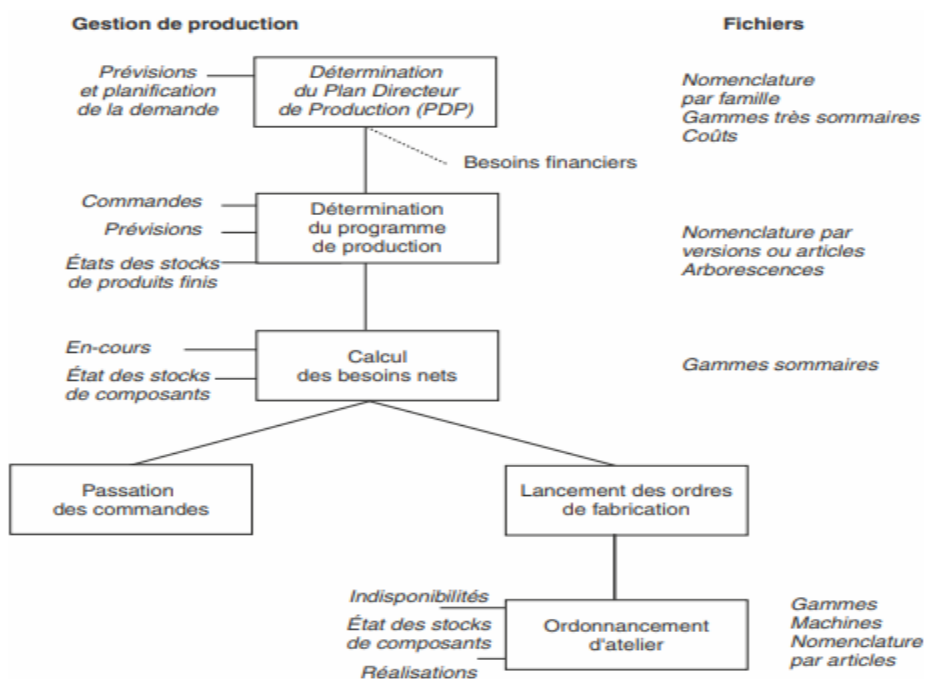 Gestion de production
Fichiers
Prévisions
et planification
de la demande
Détermination
du Plan Directeur
de Production (PDP)
Nomenclature
par famille
Gammes très sommaires
Coûts
Besoins financiers
Commandes
Prévisions
États des stocks
de produits finis
Détermination
du programme
de production
Nomenclature par
versions ou articles
Arborescences
En-cours
État des stocks
de composants
Calcul
des besoins nets
Gammes sommaires
Passation
des commandes
Lancement des ordres
de fabrication
Indisponibilités
État des stocks
de composants
Réalisations
Ordonnancement
d'atelier
Gammes
Machines
Nomenclature
par articles